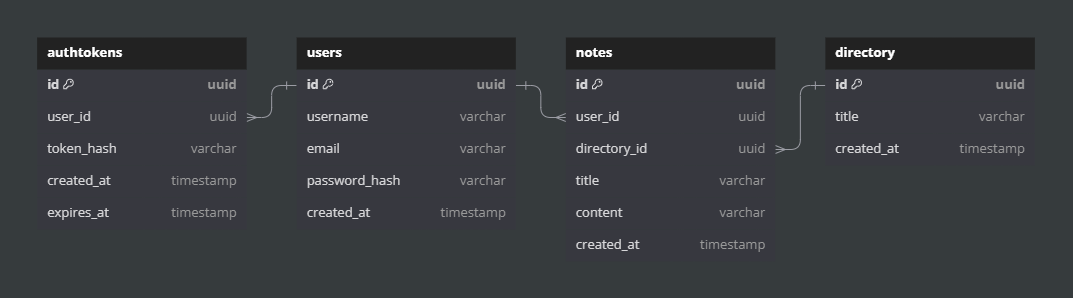 authtokens
id uuid
user_id uuid
token_hash varchar
created_at timestamp
expires_at timestamp
users
id uuid
username varchar
email varchar
password_hash varchar
created_at timestamp
notes
id uuid
user_id uuid
directory_id uuid
title varchar
content varchar
created_at timestamp
directory
id uuid
title varchar
created_at timestamp